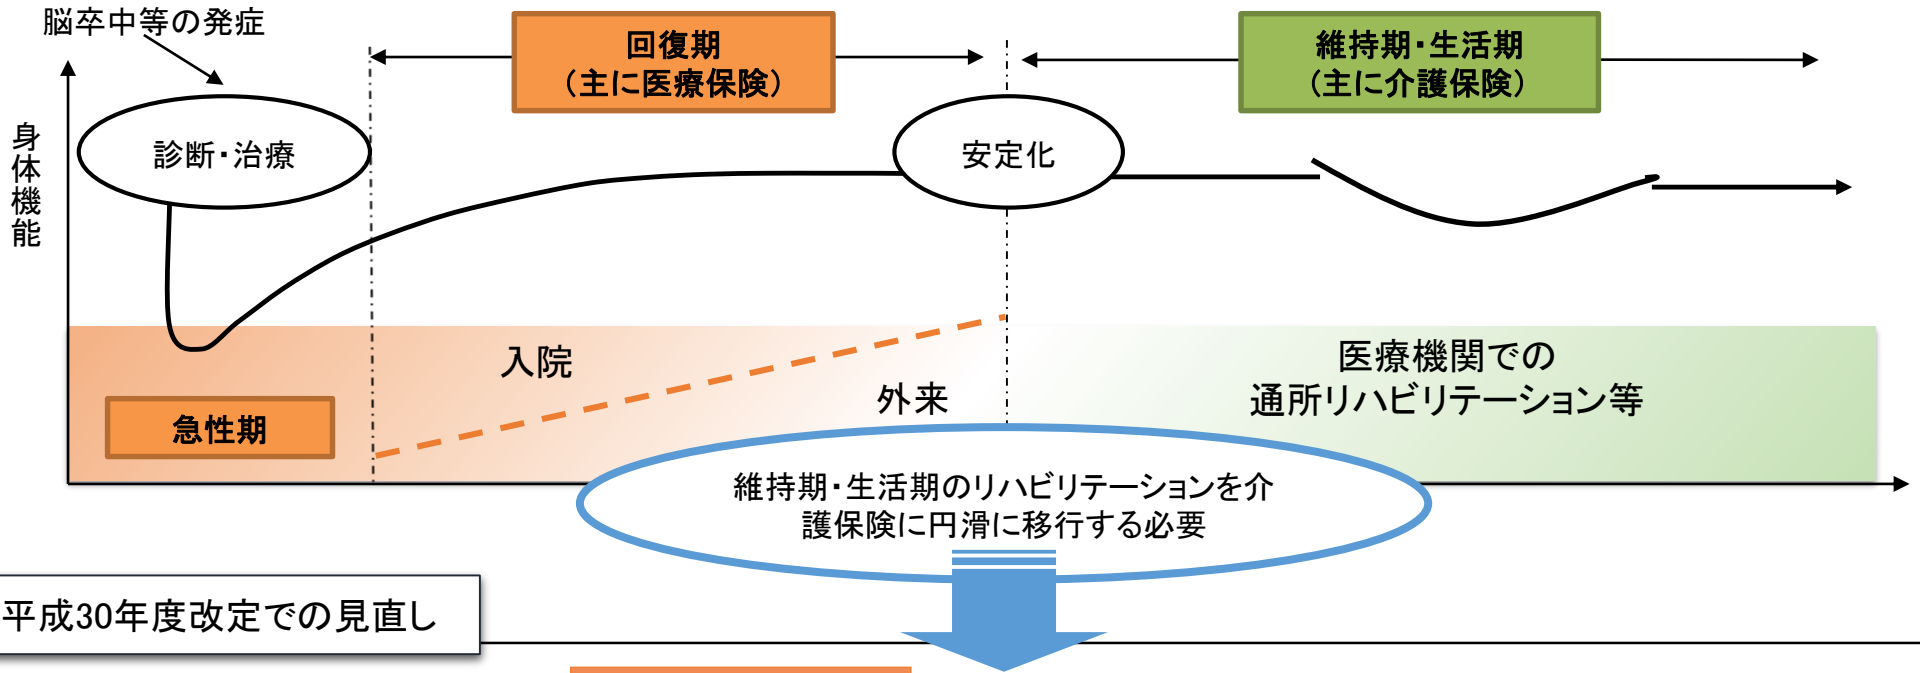 脳卒中等の発症
回復期
（主に医療保険）
維持期・生活期
（主に介護保険）
身体機能
診断・治療
安定化
入院
外来
医療機関での
通所リハビリテーション等
急性期
維持期・生活期のリハビリテーションを介
護保険に円滑に移行する必要
平成30年度改定での見直し